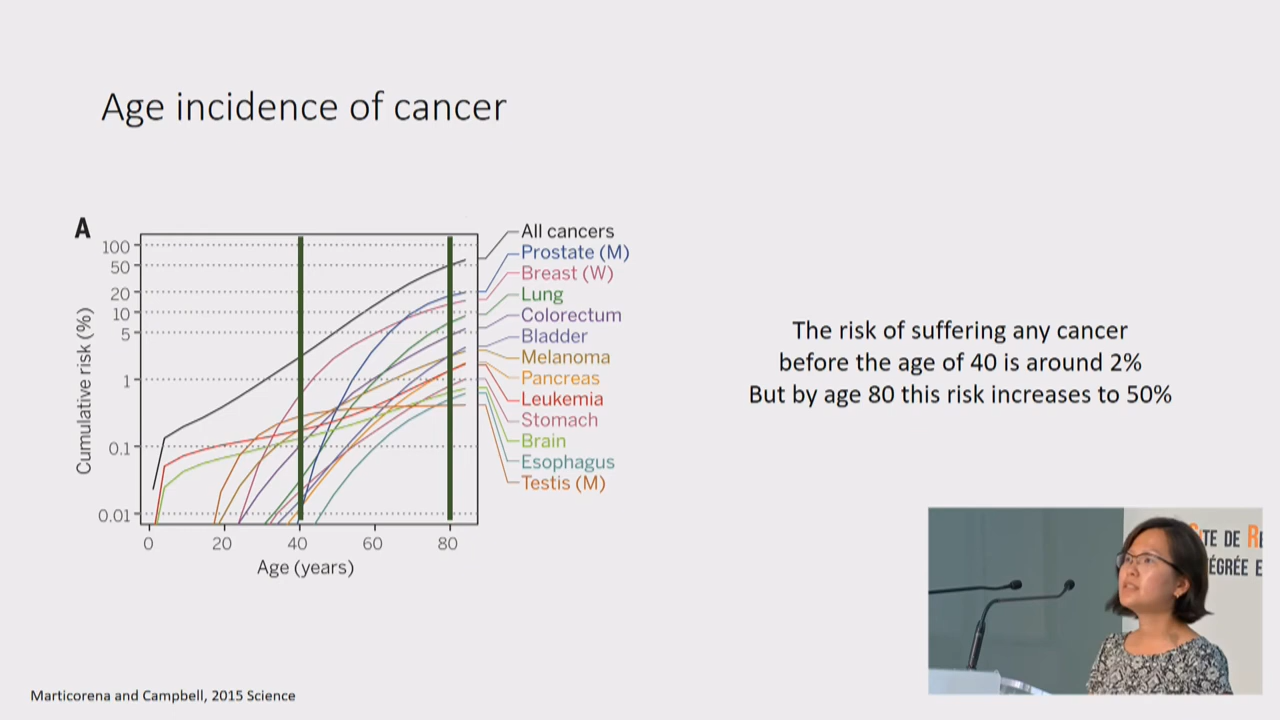 Age incidence of cancer
A
100
50
20
10
5
1
0.1
0.01
Cumulative risk (%)
0 20 40 60 80
Age (years)
All cancers
Prostate (M)
Breast (W)
Lung
Colorectum
Bladder
Melanoma
Pancreas
Leukemia
Stomach
Brain
Esophagus
Testis (M)
The risk of suffering any cancer
before the age of 40 is around 2%
But by age 80 this risk increases to 50%
TE DE
ÉGRÉE
Marticorena and Campbell, 2015 Science